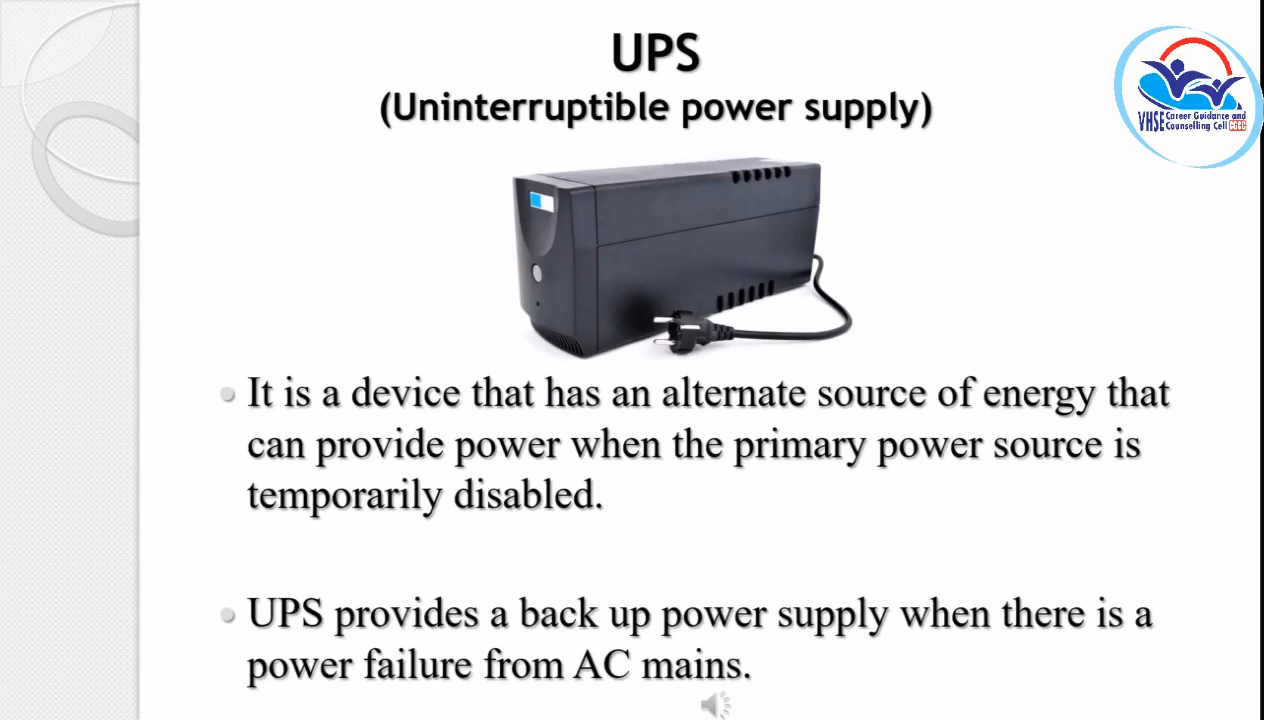 UPS
(Uninterruptible power supply)
VHSE Career Guidance and
Counselling Cell CGCC
It is a device that has an alternate source of energy that
can provide power when the primary power source is
temporarily disabled.
UPS provides a back up power supply when there is a
power failure from AC mains.